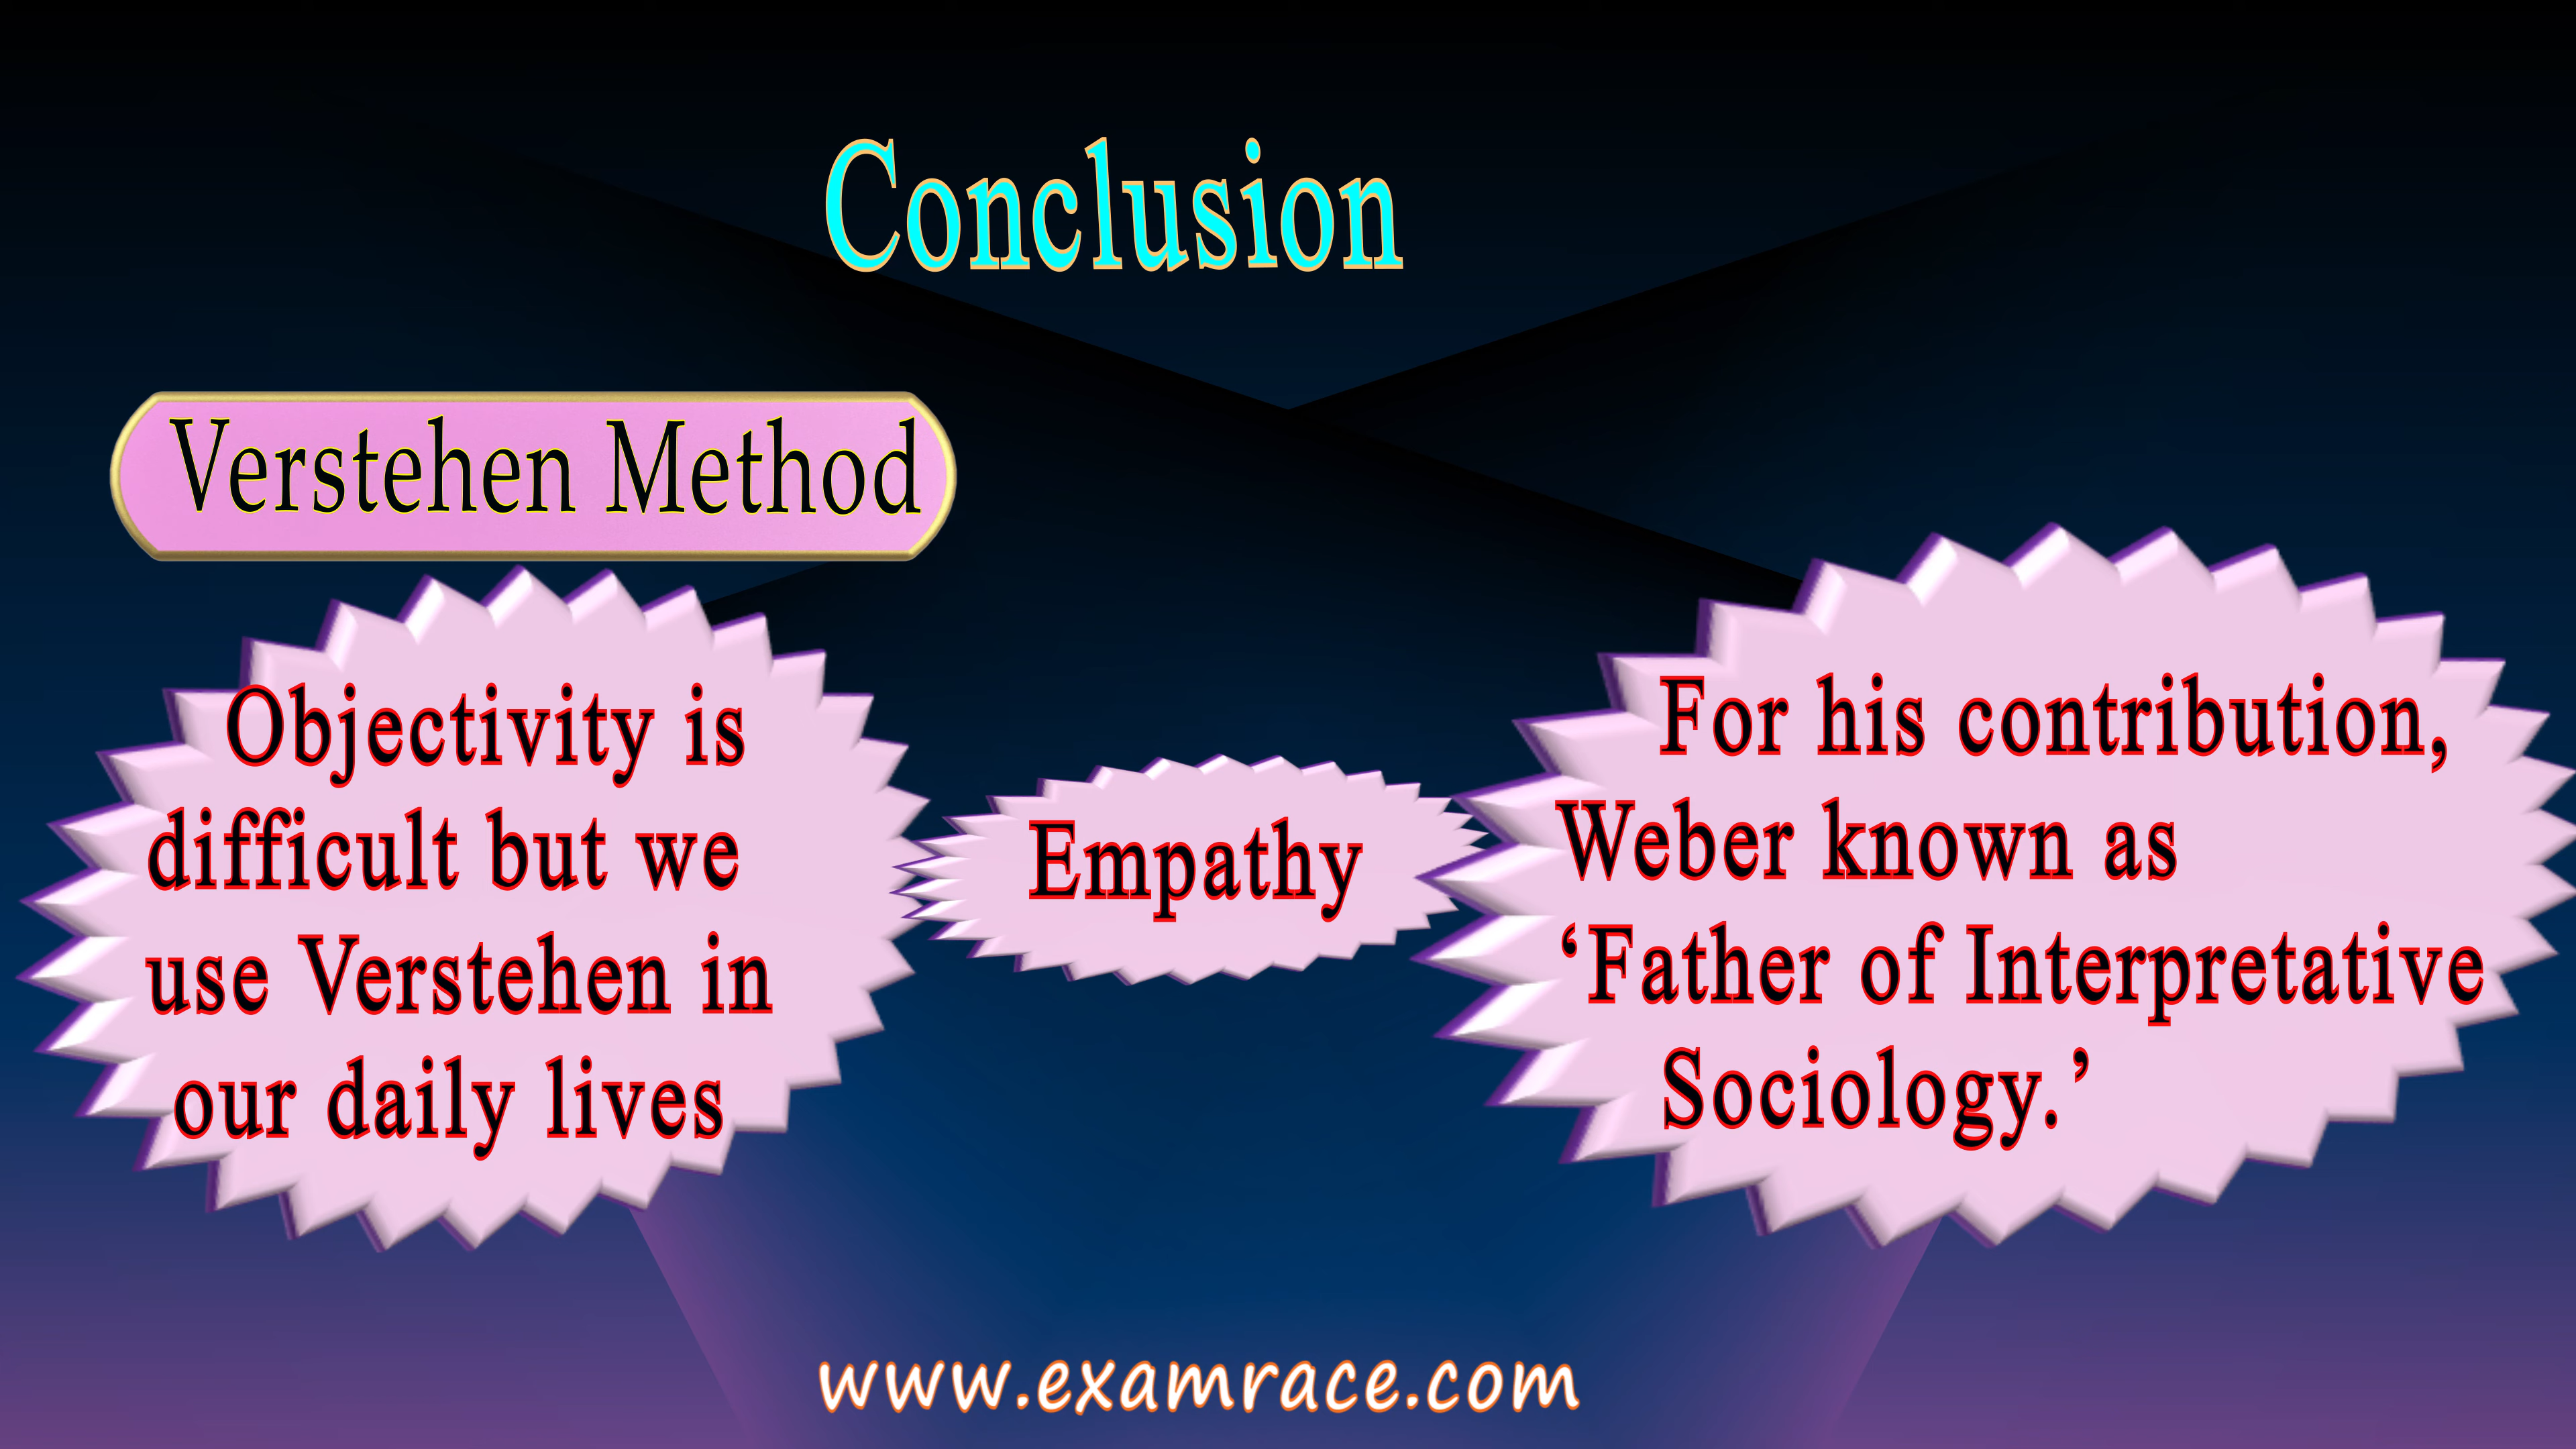 Conclusion
Verstehen Method
Objectivity is
difficult but we
use Verstehen in
our daily lives
Empathy
For his contribution,
Weber known as
‘Father of Interpretative
Sociology.’
www.examrace.com